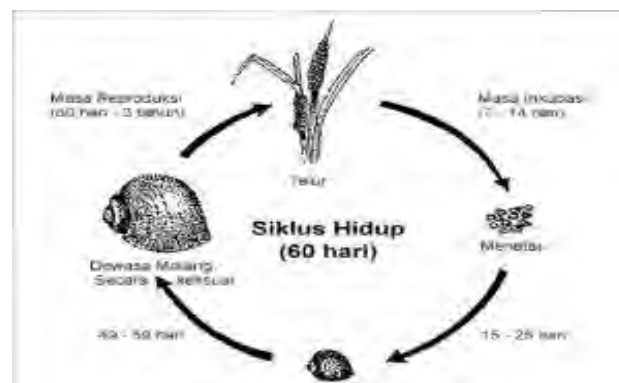 Masa Reproduksi
(60 hari - 3 tahun)
Masa Inkubasi
(7 - 14 hari)
Telur
Siklus Hidup
(60 hari)
Menetas
Dewasa Matang
Secara seksual
49 - 59 hari
15 - 25 hari